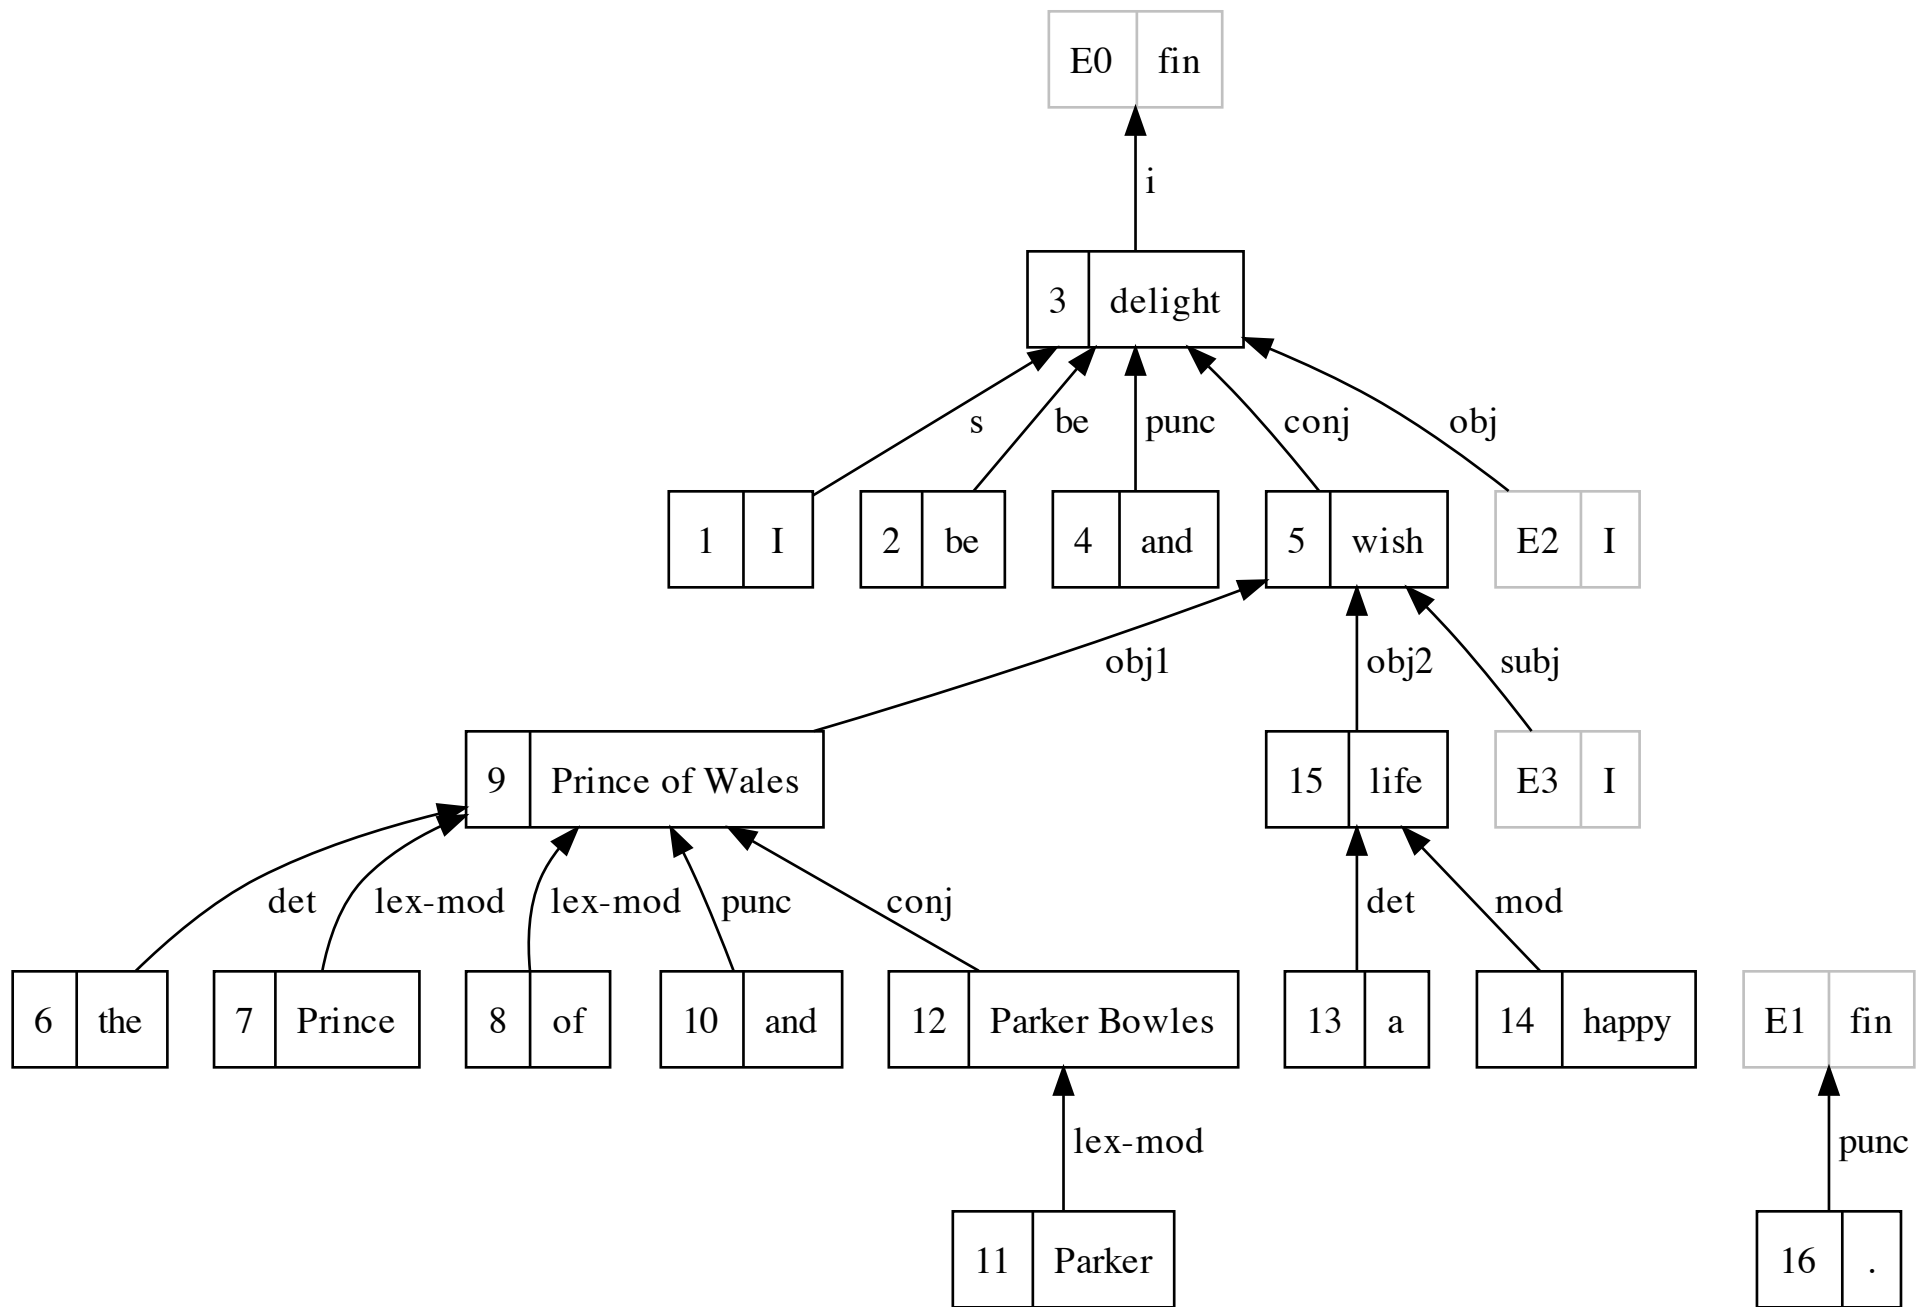 E0 fin
i
3 delight
s be punc conj obj
1 I 2 be 4 and 5 wish E2 I
obj1 obj2 subj
9 Prince of Wales 15 life E3 I
det lex-mod lex-mod punc conj det mod
6 the 7 Prince 8 of 10 and 12 Parker Bowles 13 a 14 happy E1 fin
lex-mod punc
11 Parker 16 .